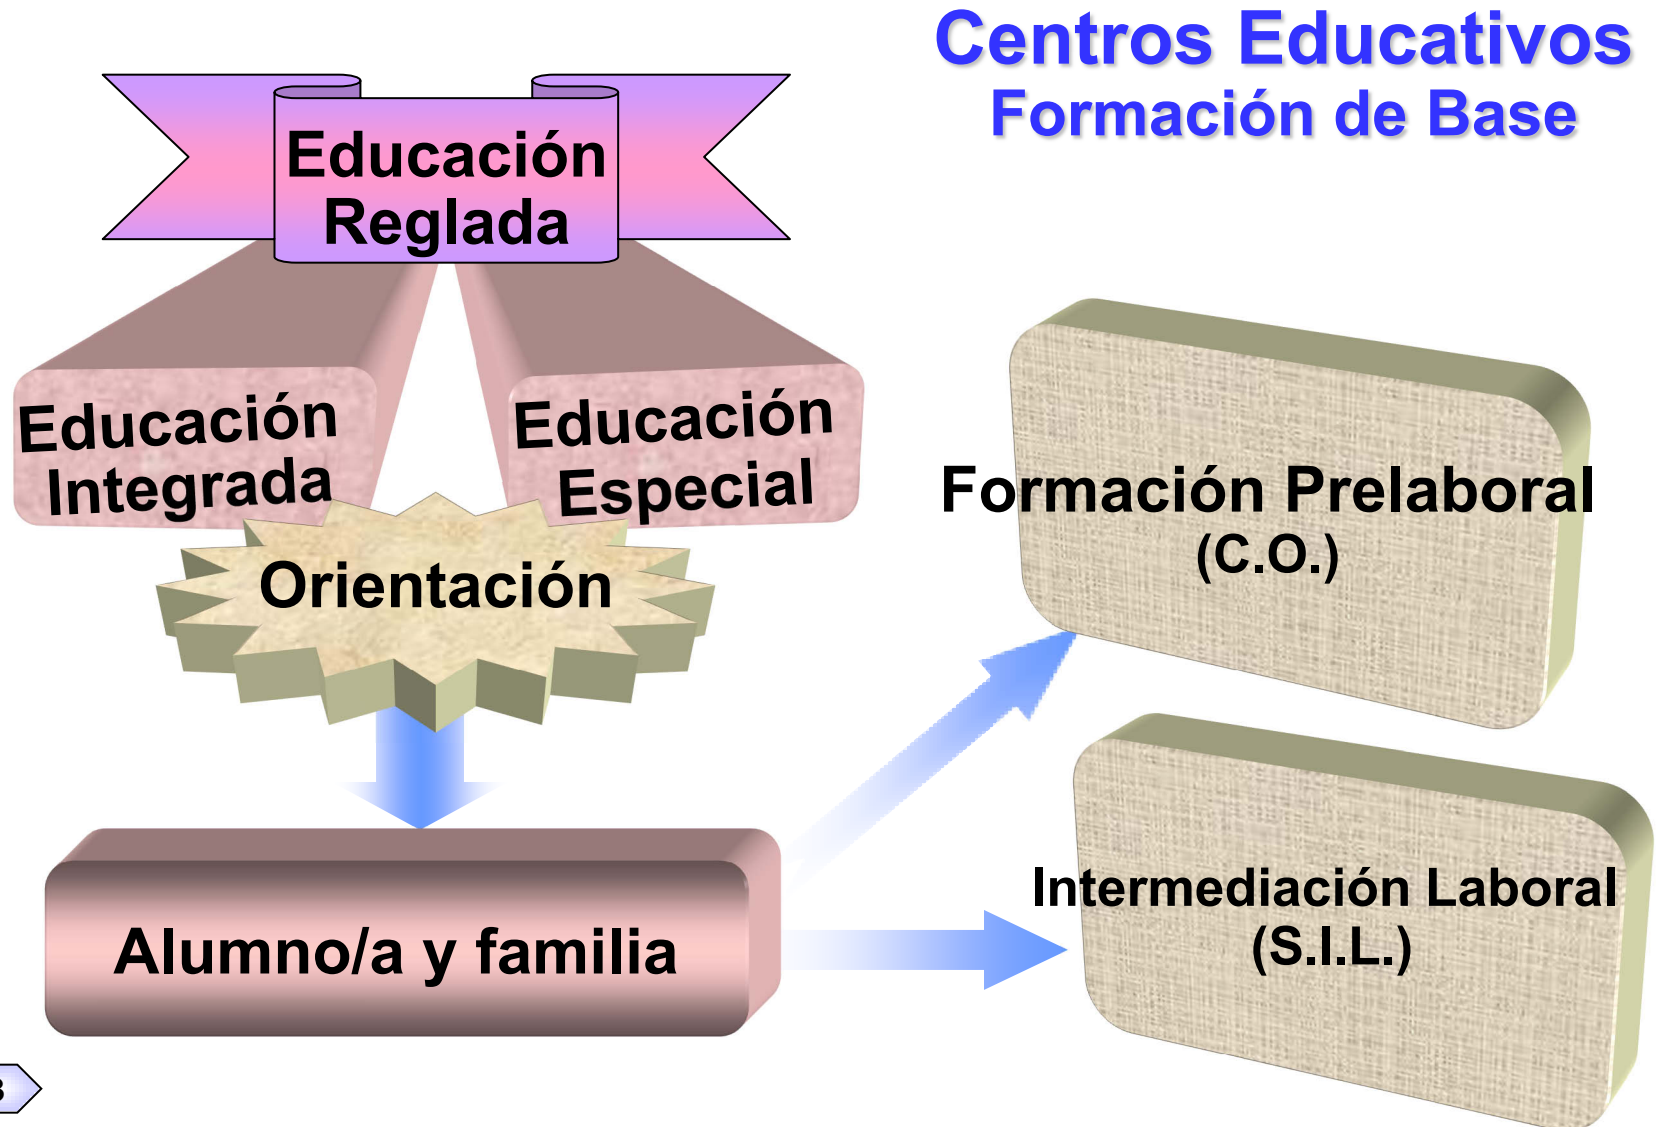 Centros Educativos
Formación de Base
Educación
Reglada
Educación
Integrada
Educación
Especial
Orientación
Alumno/a y familia
Formación Prelaboral
(C.O.)
Intermediación Laboral
(S.I.L.)